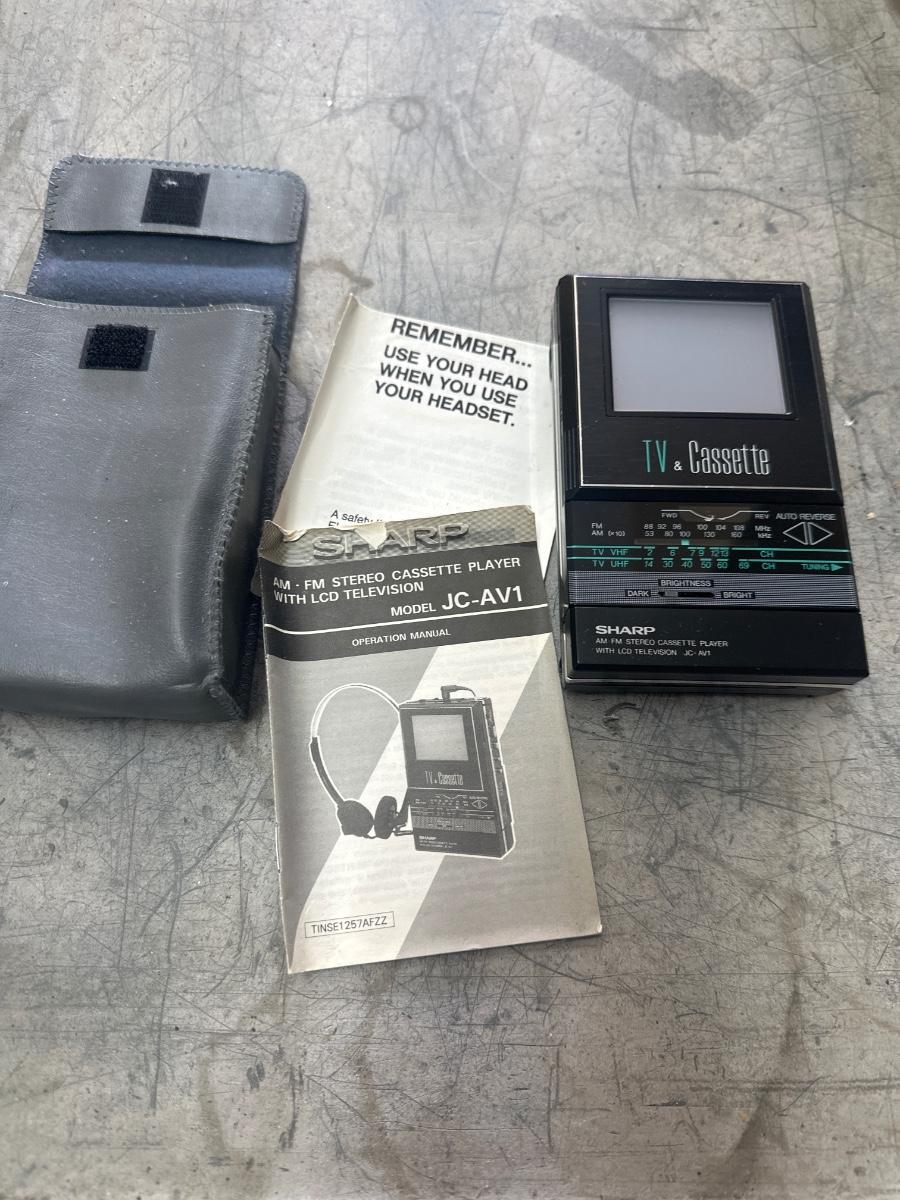 REMEMBER...
USE YOUR HEAD
WHEN YOU USE
YOUR HEADSET.
A safety
SHARP
AM・FM STEREO CASSETTE PLAYER
WITH LCD TELEVISION
MODEL JC-AV1
OPERATION MANUAL
TV & Cassette
SHARP
TINSE1257AFZZ
TV & Cassette
FWD REV AUTO REVERSE
FM 88 92 96 100 104 108 MHz
AM (×10) 53 80 100 130 160 kHz
TV VHF 2 6 7 9 12 13 CH
TV UHF 14 30 40 50 60 69 CH TUNING
BRIGHTNESS
DARK BRIGHT
SHARP
AM FM STEREO CASSETTE PLAYER
WITH LCD TELEVISION JC-AV1